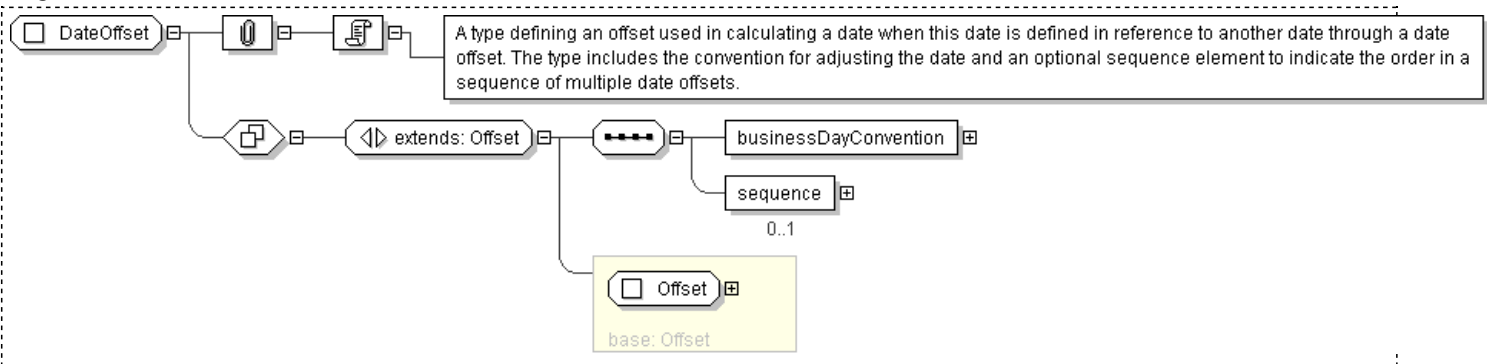 DateOffset
A type defining an offset used in calculating a date when this date is defined in reference to another date through a date
offset. The type includes the convention for adjusting the date and an optional sequence element to indicate the order in a
sequence of multiple date offsets.
extends: Offset
businessDayConvention
sequence
0..1
Offset
base: Offset